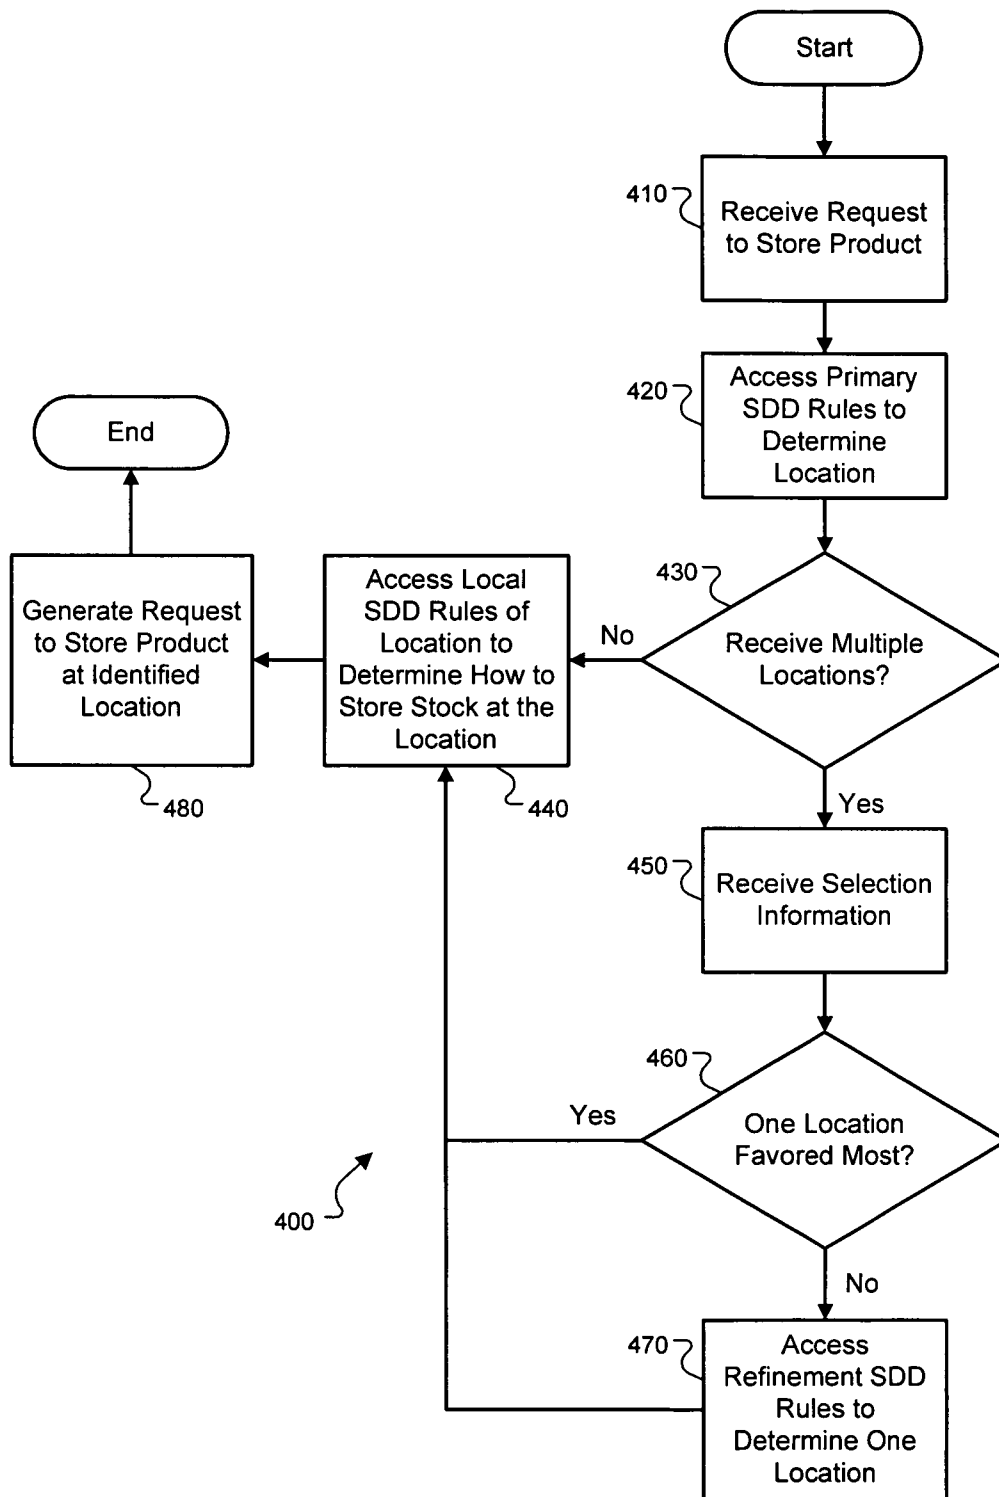 Start
410
Receive Request
to Store Product
420
Access Primary
SDD Rules to
Determine
Location
End
430
Receive Multiple
Locations?
No
Yes
Access Local
SDD Rules of
Location to
Determine How to
Store Stock at the
Location
440
Generate Request
to Store Product
at Identified
Location
480
450
Receive Selection
Information
460
One Location
Favored Most?
Yes
No
400
470
Access
Refinement SDD
Rules to
Determine One
Location